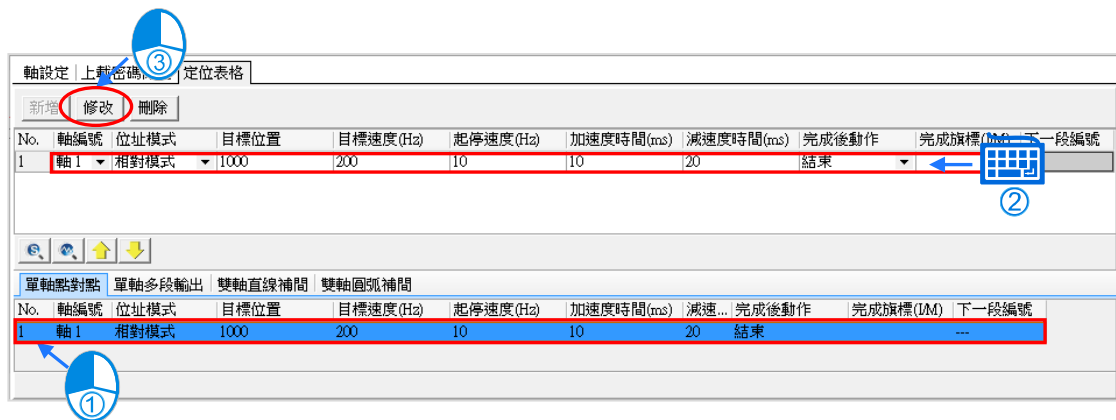 ③
軸設定 上載密碼 定位表格
新增 修改 刪除
No. 軸編號 位址模式 目標位置 目標速度(Hz) 起停速度(Hz) 加速度時間(ms) 減速度時間(ms) 完成後動作 完成旗標(I/M) 下一段編號
1 軸 1 相對模式 1000 200 10 10 20 結束
②
單軸點對點 單軸多段輸出 雙軸直線補間 雙軸圓弧補間
No. 軸編號 位址模式 目標位置 目標速度(Hz) 起停速度(Hz) 加速度時間(ms) 減速... 完成後動作 完成旗標(I/M) 下一段編號
1 軸 1 相對模式 1000 200 10 10 20 結束 ---
①